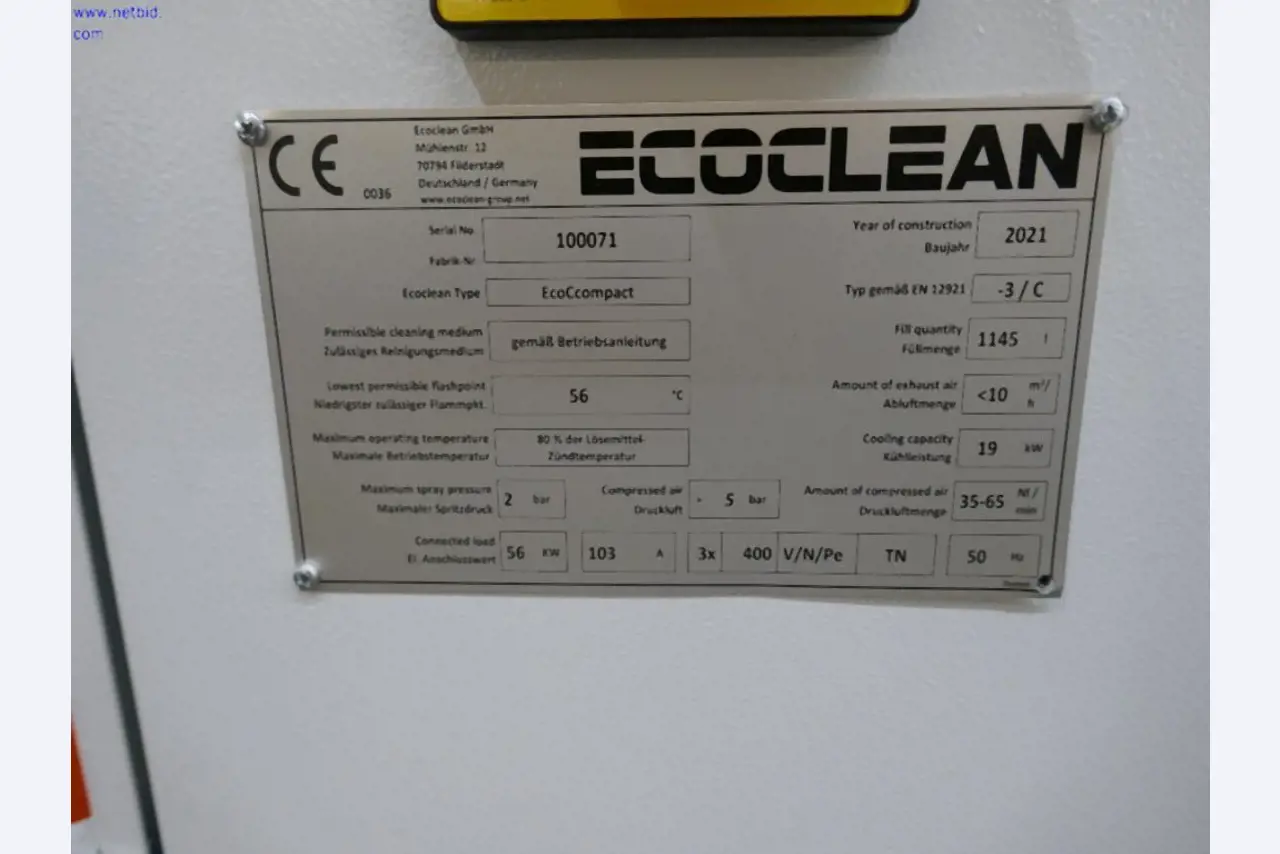 www.netbid.
com
CE
0036
Ecoclean GmbH
Mühlenstr. 12
70794 Filderstadt
Deutschland / Germany
www.ecoclean-group.net
ECOCLEAN
Serial No
Fabrik-Nr
100071
Year of construction
Baujahr
2021
Ecoclean Type
EcoCcompact
Typ gemäß EN 12921
-3 / C
Permissible cleaning medium
Zulässiges Reinigungsmedium
gemäß Betriebsanleitung
Fill quantity
Füllmenge
1145 l
Lowest permissible flashpoint
Niedrigster zulässiger Flammpkt.
56 °C
Amount of exhaust air
Abluftmenge
<10 m³/
h
Maximum operating temperature
Maximale Betriebstemperatur
80 % der Lösemittel-
Zündtemperatur
Cooling capacity
Kühlleistung
19 kW
Maximum spray pressure
Maximaler Spritzdruck
2 bar
Compressed air
Druckluft
- 5 bar
Amount of compressed air
Druckluftmenge
35-65 Nl /
min
Connected load
El. Anschlusswert
56 KW
103 A
3x 400 V/N/Pe TN
50 Hz